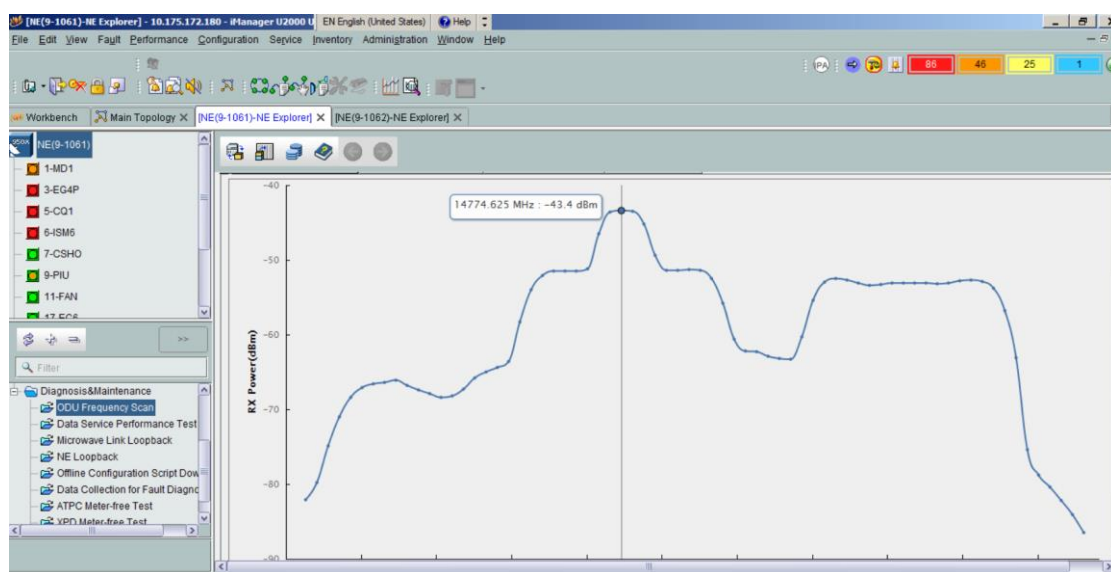 [NE(9-1061)-NE Explorer] - 10.175.172.180 - iManager U2000 U EN English (United States) Help
File Edit View Fault Performance Configuration Service Inventory Administration Window Help
86 46 25 1
Workbench Main Topology X [NE(9-1061)-NE Explorer] X [NE(9-1062)-NE Explorer] X
NE(9-1061)
1-MD1
3-EG4P
5-CQ1
6-ISM6
7-CSHO
9-PIU
11-FAN
17-EG6
>>
Filter
Diagnosis&Maintenance
ODU Frequency Scan
Data Service Performance Test
Microwave Link Loopback
NE Loopback
Offline Configuration Script Dow
Data Collection for Fault Diagno
ATPC Meter-free Test
XPD Meter-free Test
-40
14774.625 MHz : -43.4 dBm
-50
-60
RX Power(dBm)
-70
-80
-90